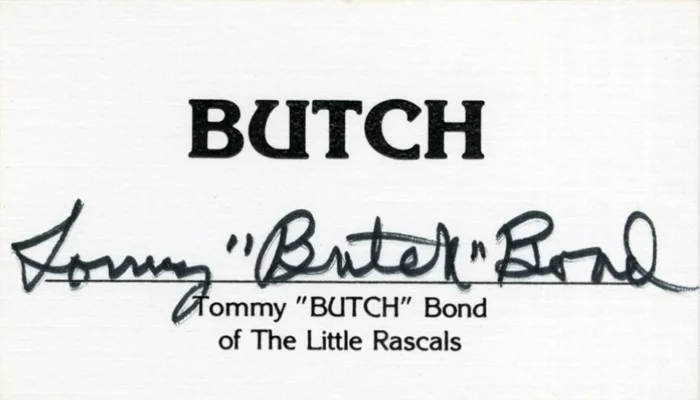 BUTCH
Tommy "Butch" Bond
Tommy "BUTCH" Bond
of The Little Rascals